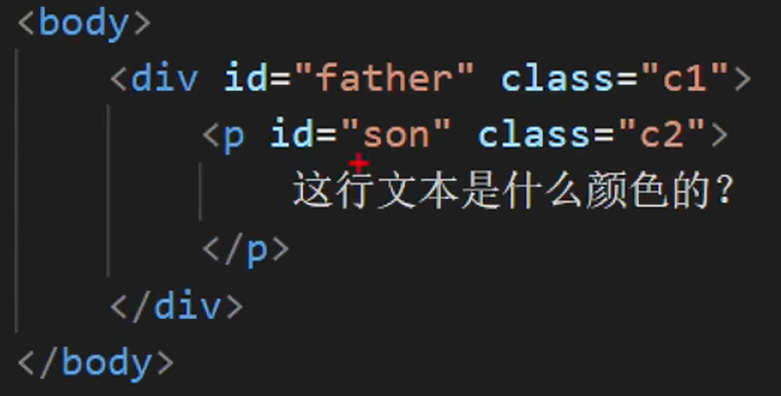 <body>
<div id="father" class="c1">
<p id="son" class="c2">
这行文本是什么颜色的？
</p>
</div>
</body>